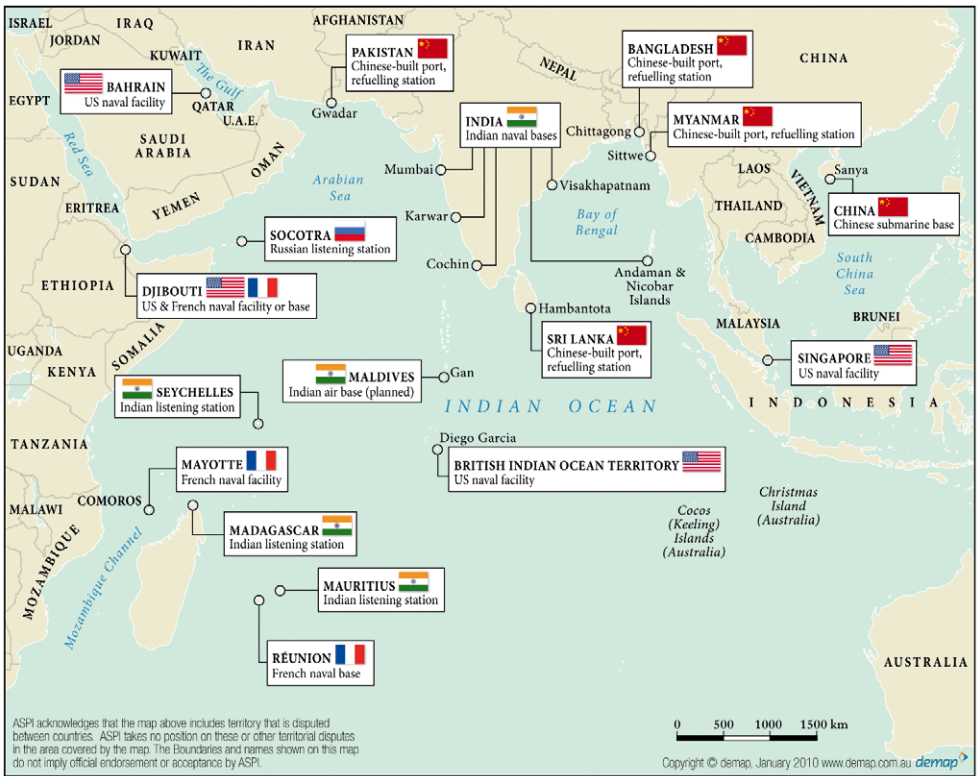 ISRAEL
IRAQ
AFGHANISTAN
JORDAN
IRAN
KUWAIT
The Gulf
PAKISTAN
Chinese-built port,
refuelling station
BANGLADESH
Chinese-built port,
refuelling station
CHINA
NEPAL
BAHRAIN
US naval facility
EGYPT
QATAR
U.A.E.
Gwadar
INDIA
Indian naval bases
Chittagong
MYANMAR
Chinese-built port, refuelling station
Red Sea
SAUDI
ARABIA
OMAN
Mumbai
Sittwe
LAOS
VIETNAM
Sanya
SUDAN
Arabian
Sea
Visakhapatnam
ERITREA
YEMEN
Karwar
Bay of
Bengal
THAILAND
CHINA
Chinese submarine base
SOCOTRA
Russian listening station
CAMBODIA
Cochin
Andaman &
Nicobar
Islands
South
China
Sea
ETHIOPIA
DJIBOUTI
US & French naval facility or base
Hambantota
SOMALIA
MALAYSIA
BRUNEI
SRI LANKA
Chinese-built port,
refuelling station
UGANDA
KENYA
SINGAPORE
US naval facility
SEYCHELLES
Indian listening station
MALDIVES
Indian air base (planned)
Gan
INDIAN OCEAN
INDONESIA
TANZANIA
Diego Garcia
BRITISH INDIAN OCEAN TERRITORY
US naval facility
MAYOTTE
French naval facility
COMOROS
MALAWI
Christmas
Island
(Australia)
Cocos
(Keeling)
Islands
(Australia)
MADAGASCAR
Indian listening station
MOZAMBIQUE
Mozambique Channel
MAURITIUS
Indian listening station
RÉUNION
French naval base
AUSTRALIA
ASPI acknowledges that the map above includes territory that is disputed
between countries. ASPI takes no position on these or other territorial disputes
in the area covered by the map. The Boundaries and names shown on this map
do not imply official endorsement or acceptance by ASPI.
0 500 1000 1500 km
Copyright © demap, January 2010 www.demap.com.au demap